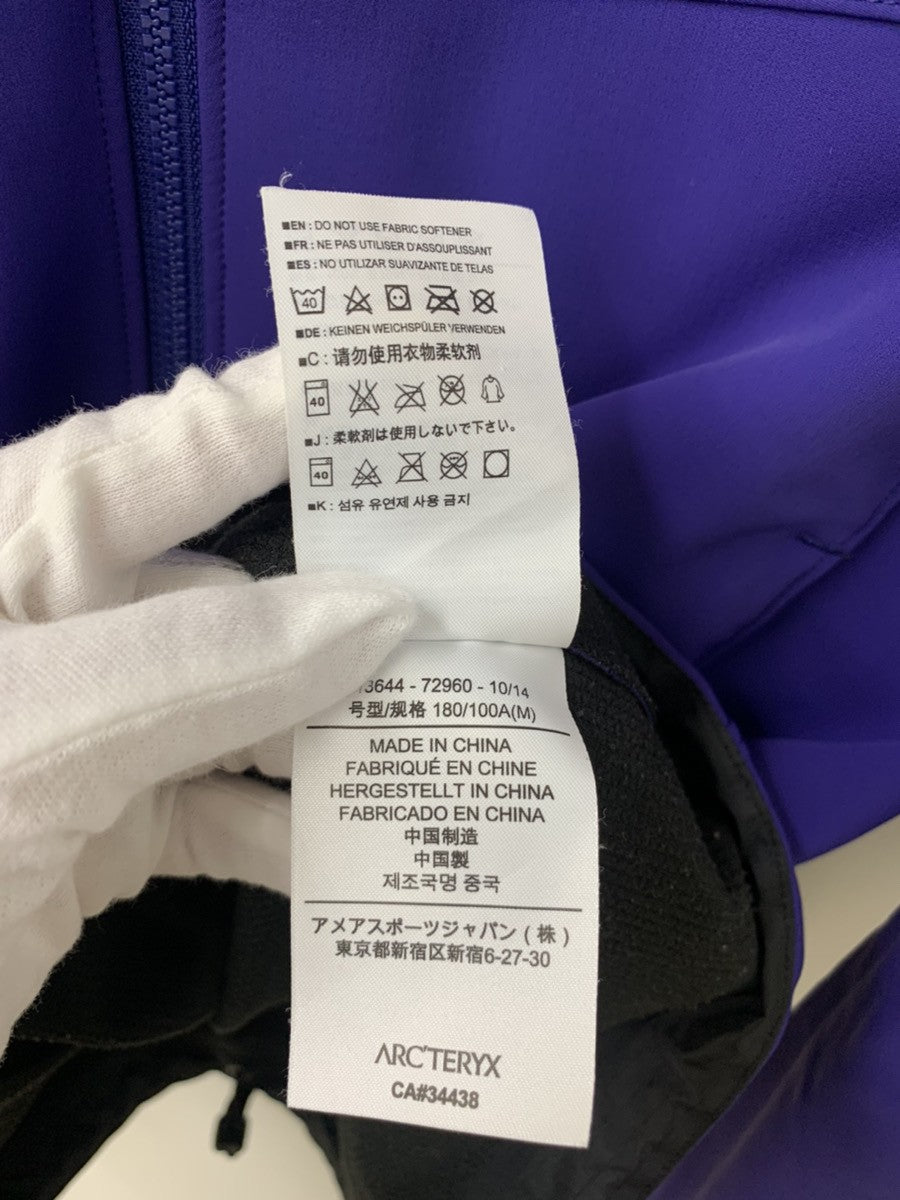 ■EN : DO NOT USE FABRIC SOFTENER
■FR : NE PAS UTILISER D'ASSOUPLISSANT
■ES : NO UTILIZAR SUAVIZANTE DE TELAS
40
■DE : KEINEN WEICHSPÜLER VERWENDEN
■C : 请勿使用衣物柔软剂
40
■J : 柔軟剤は使用しないで下さい。
40
■K : 섬유 유연제 사용 금지
3644 - 72960 - 10/14
号型/规格 180/100A(M)
MADE IN CHINA
FABRIQUÉ EN CHINE
HERGESTELLT IN CHINA
FABRICADO EN CHINA
中国制造
中国製
제조국명 중국
アメアスポーツジャパン ( 株 )
東京都新宿区新宿6-27-30
ARC'TERYX
CA#34438